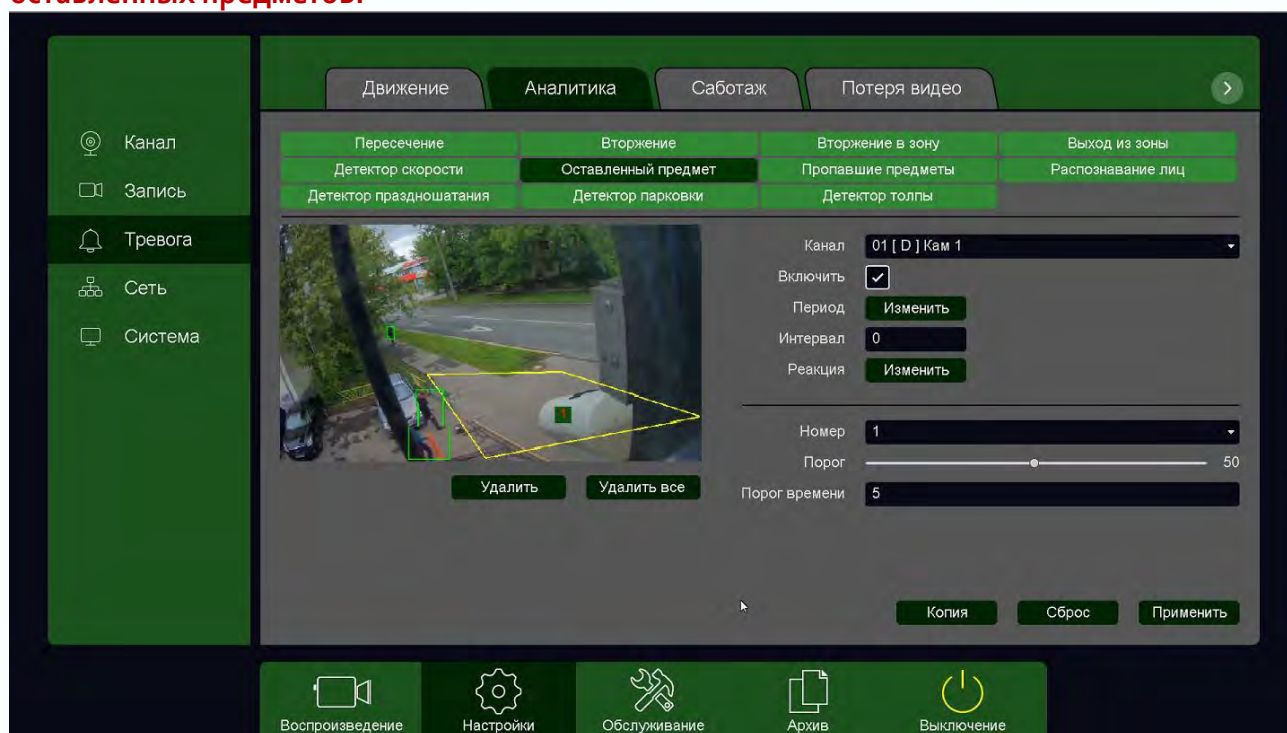 оставленных предметов.
Движение Аналитика Саботаж Потеря видео
Канал
Запись
Тревога
Сеть
Система
Пересечение Вторжение Вторжение в зону Выход из зоны
Детектор скорости Оставленный предмет Пропавшие предметы Распознавание лиц
Детектор праздношатания Детектор парковки Детектор толпы
1
Канал 01 [ D ] Кам 1
Включить
Период Изменить
Интервал 0
Реакция Изменить
Номер 1
Порог 50
Порог времени 5
Удалить Удалить все
Копия Сброс Применить
Воспроизведение Настройки Обслуживание Архив Выключение